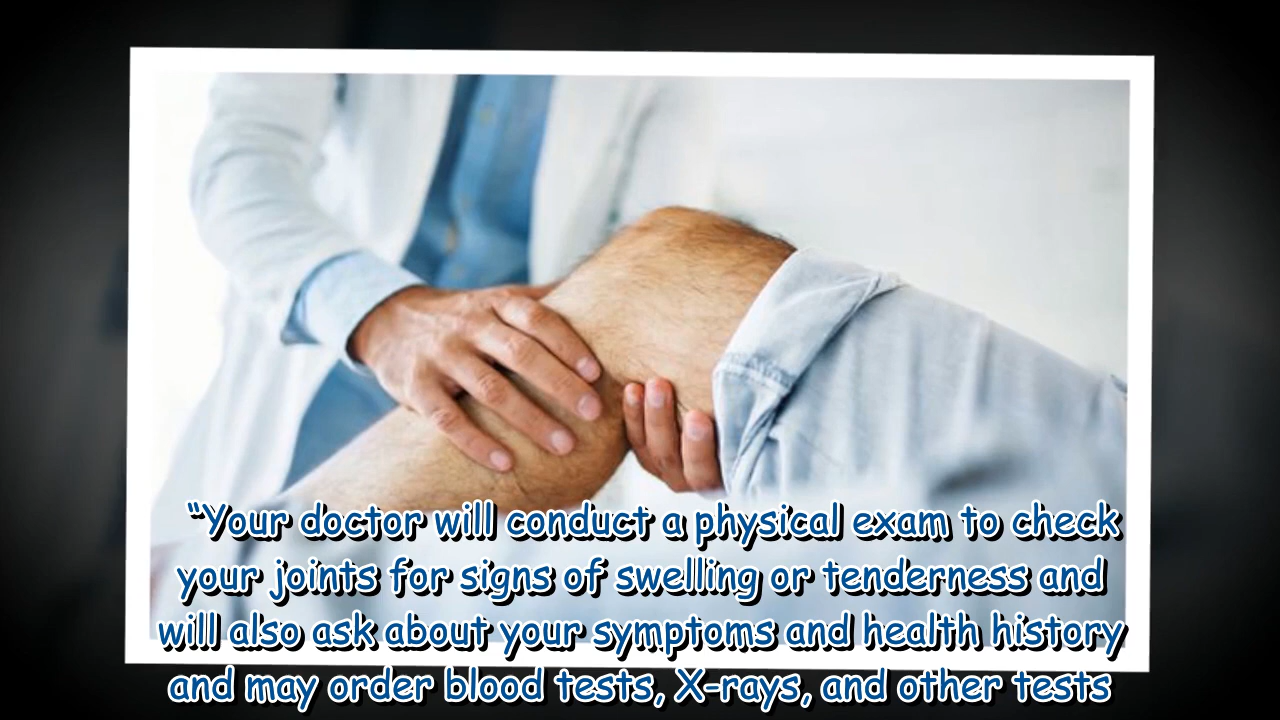 “Your doctor will conduct a physical exam to check
your joints for signs of swelling or tenderness and
will also ask about your symptoms and health history
and may order blood tests, X-rays, and other tests